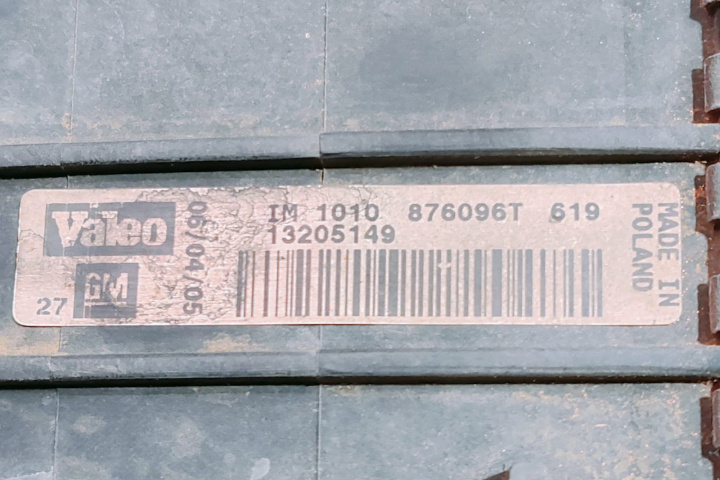 Valeo
GM
27
06/04/05
IM 1010 876096T 619
13205149
MADE IN
POLAND